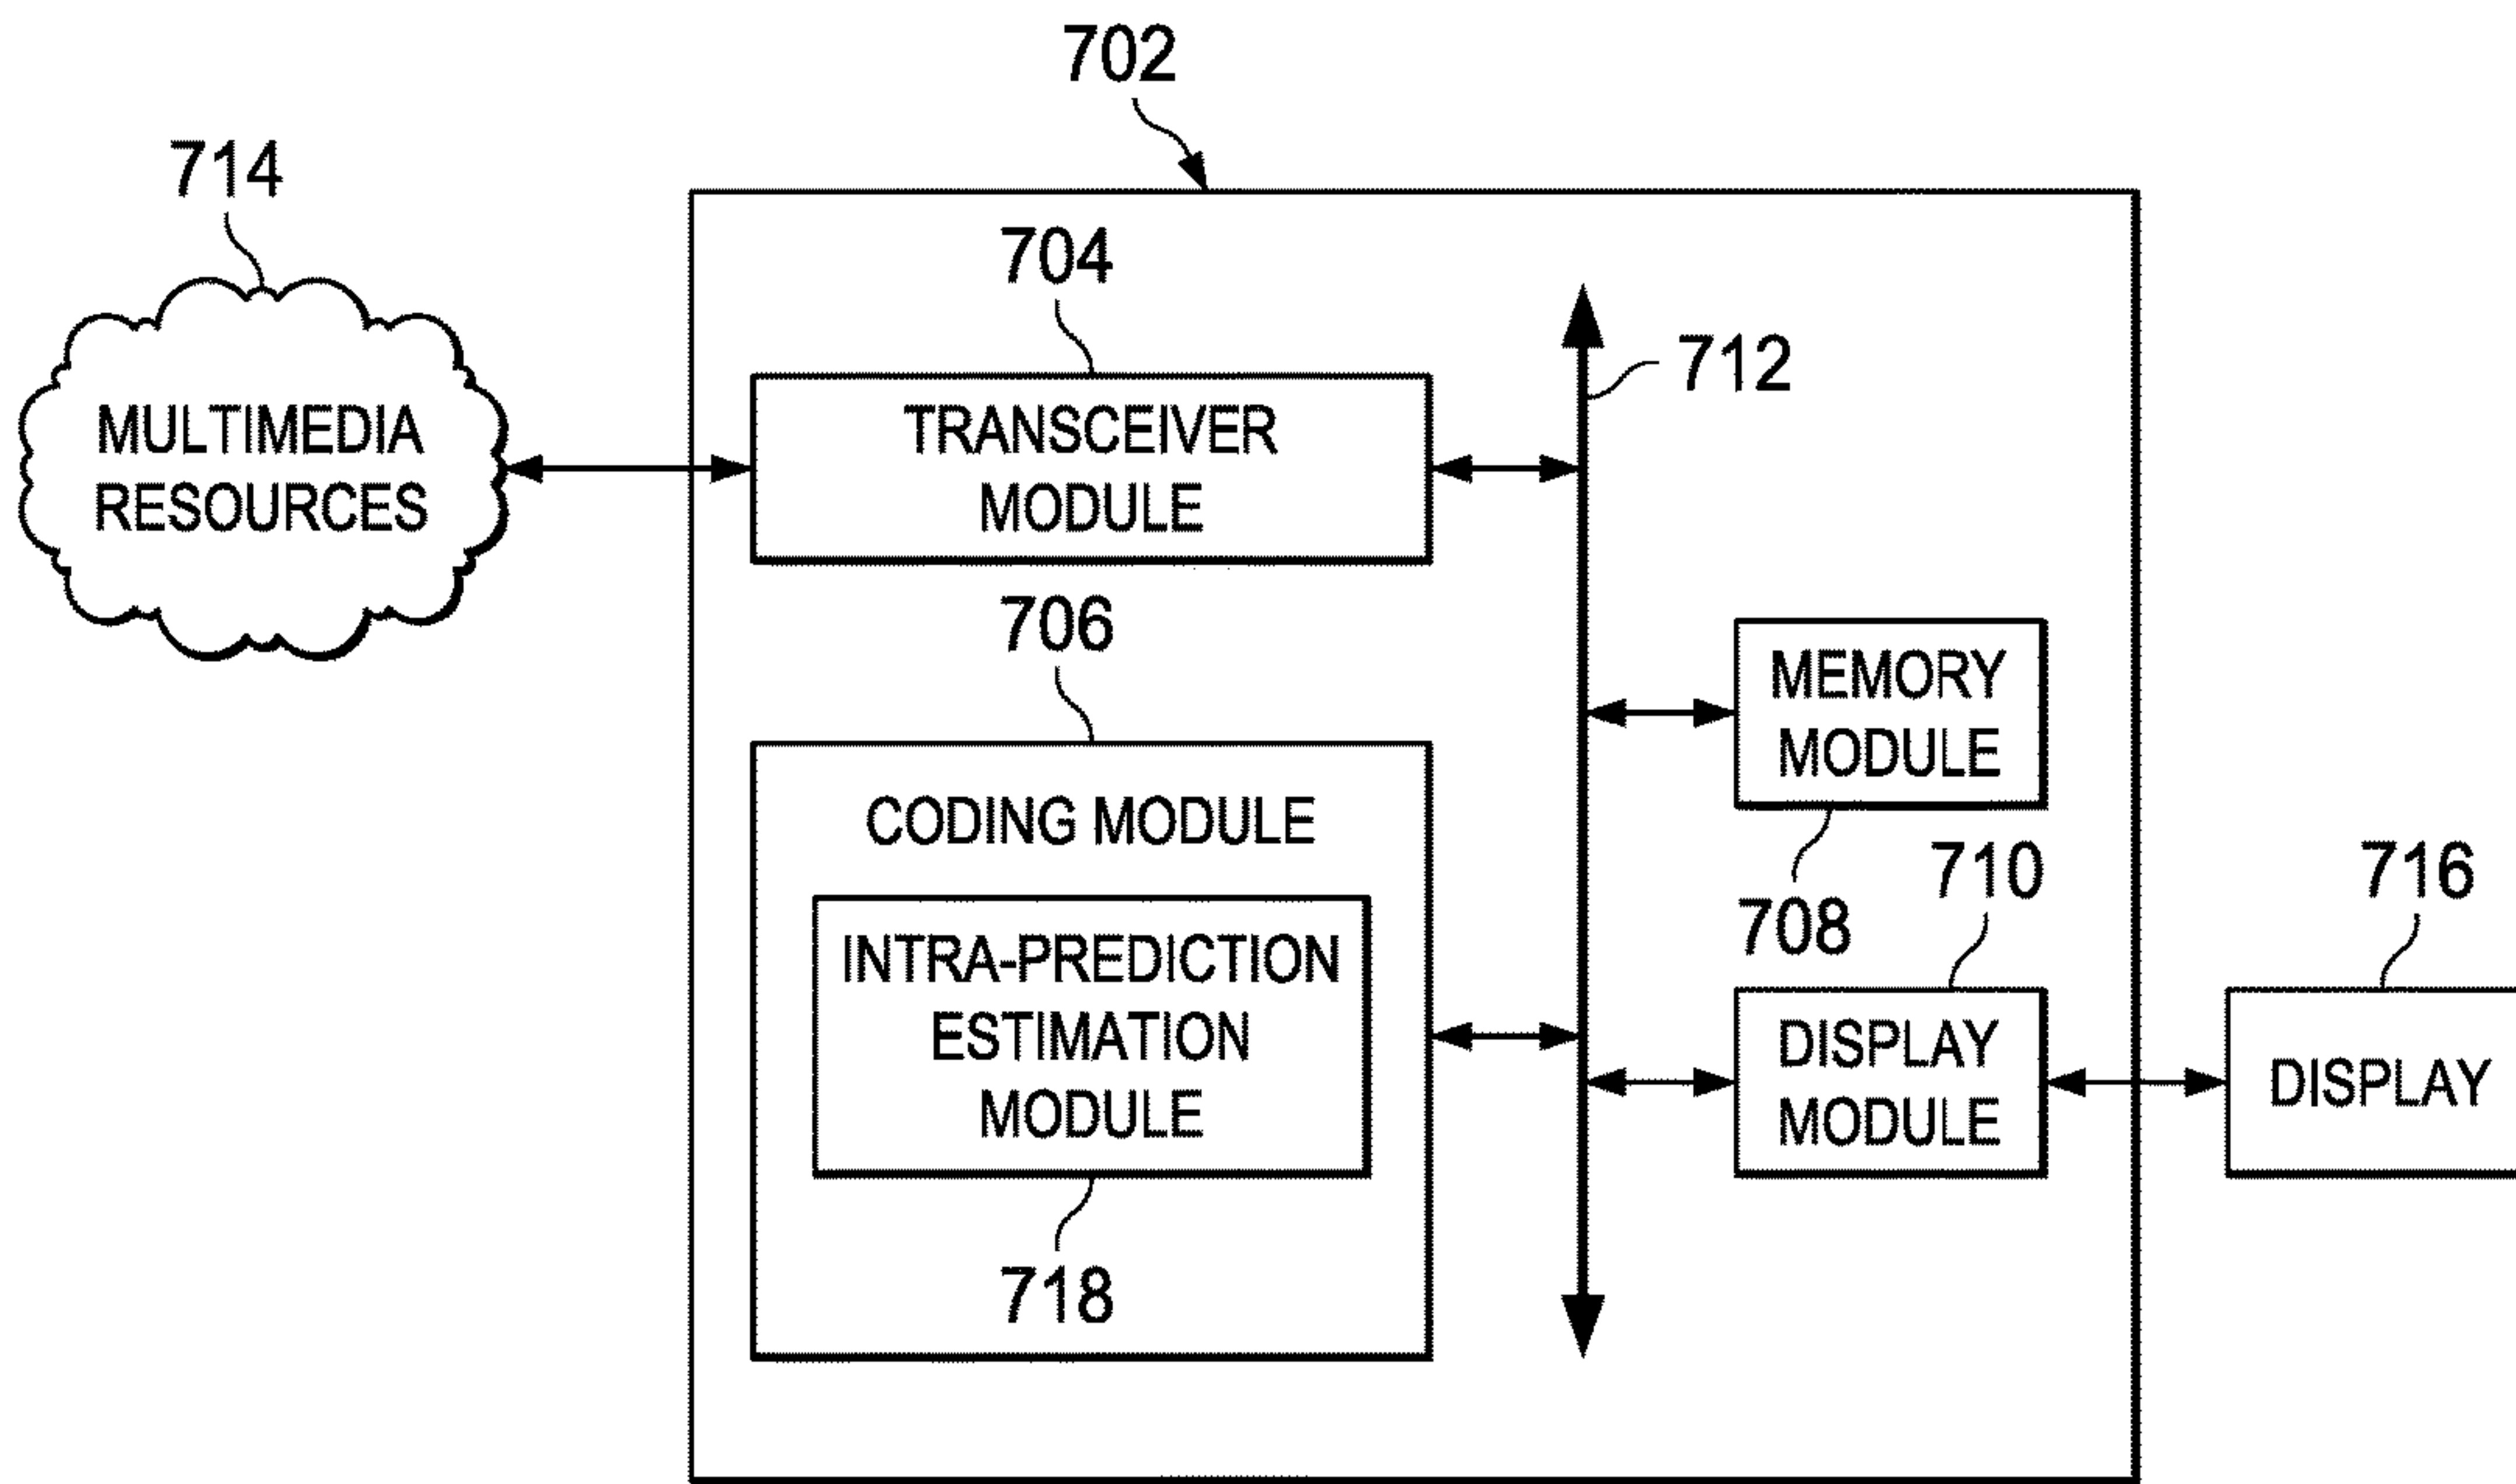 702
714
704
712
TRANSCEIVER
MODULE
MULTIMEDIA
RESOURCES
706
MEMORY
MODULE
CODING MODULE
708
710
716
INTRA-PREDICTION
ESTIMATION
MODULE
DISPLAY
MODULE
DISPLAY
718